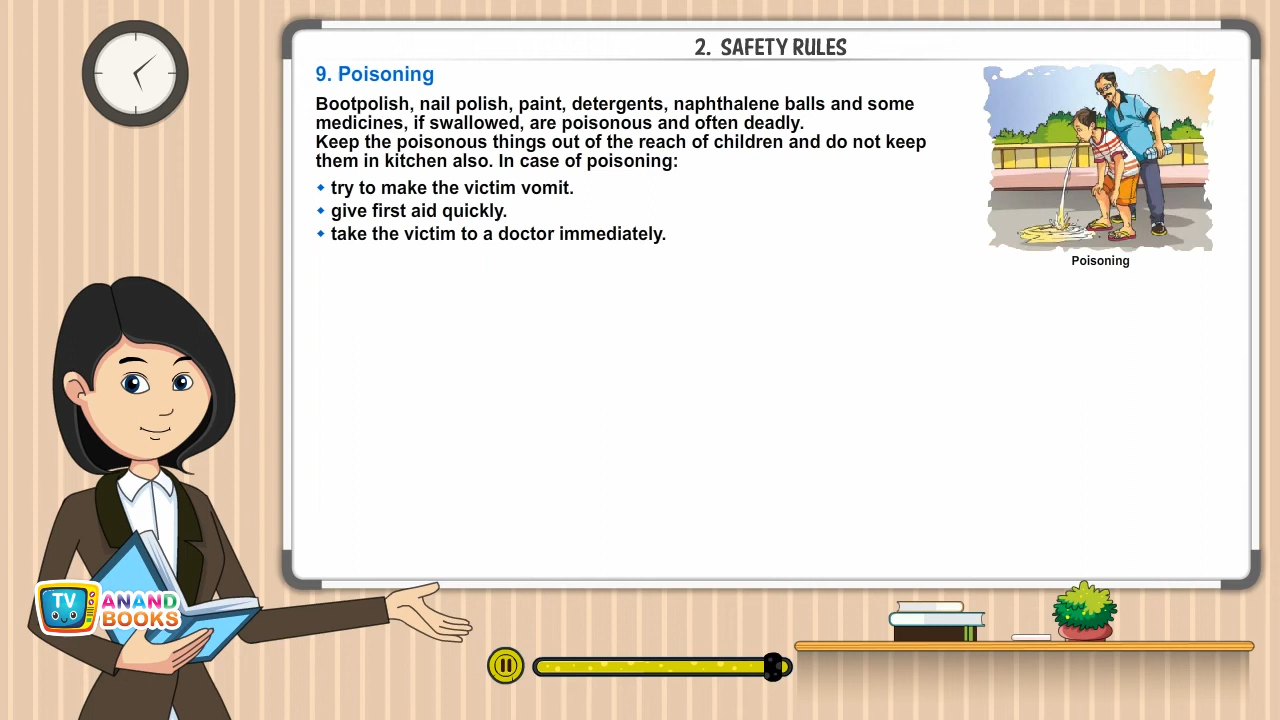 2. SAFETY RULES
9. Poisoning
Bootpolish, nail polish, paint, detergents, naphthalene balls and some
medicines, if swallowed, are poisonous and often deadly.
Keep the poisonous things out of the reach of children and do not keep
them in kitchen also. In case of poisoning:
try to make the victim vomit.
give first aid quickly.
take the victim to a doctor immediately.
Poisoning
TV
ANAND
BOOKS